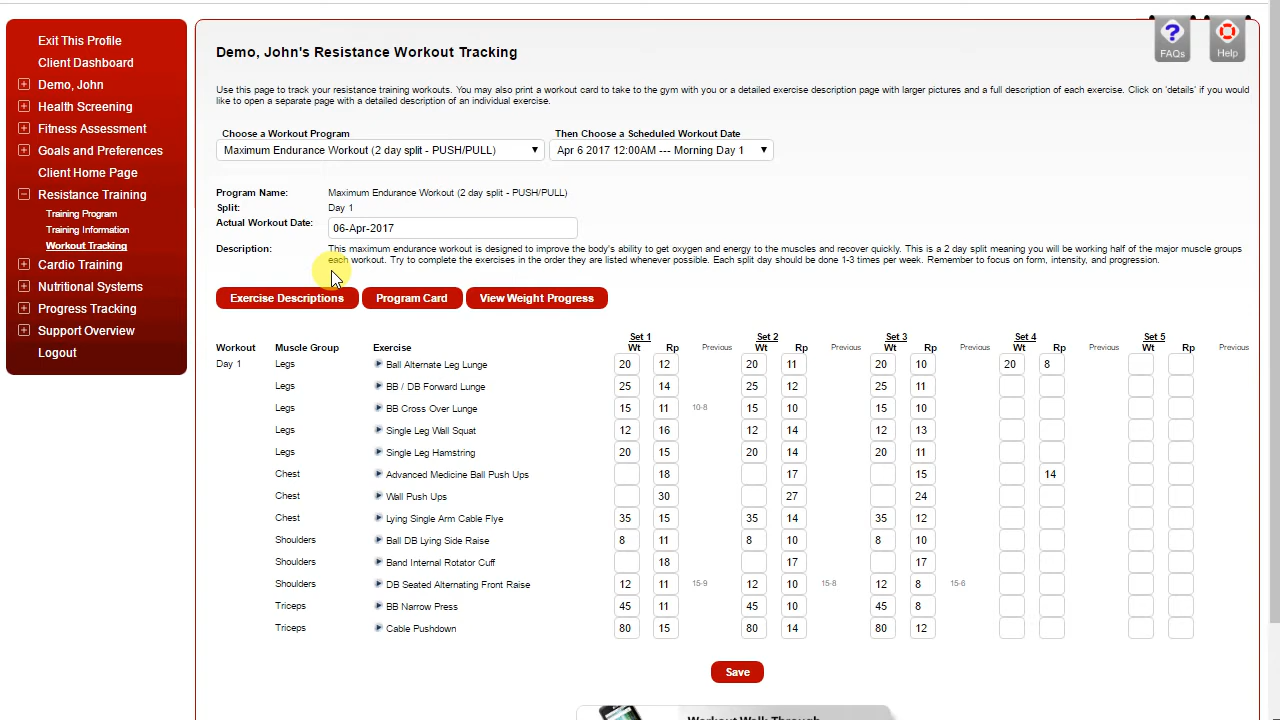 Exit This Profile
Client Dashboard
Demo, John
Health Screening
Fitness Assessment
Goals and Preferences
Client Home Page
Resistance Training
Training Program
Training Information
Workout Tracking
Cardio Training
Nutritional Systems
Progress Tracking
Support Overview
Logout
Demo, John's Resistance Workout Tracking
? FAQs
Help
Use this page to track your resistance training workouts. You may also print a workout card to take to the gym with you or a detailed exercise description page with larger pictures and a full description of each exercise. Click on 'details' if you would
like to open a separate page with a detailed description of an individual exercise.
Choose a Workout Program Then Choose a Scheduled Workout Date
Maximum Endurance Workout (2 day split - PUSH/PULL) Apr 6 2017 12:00AM --- Morning Day 1
Program Name: Maximum Endurance Workout (2 day split - PUSH/PULL)
Split: Day 1
Actual Workout Date: 06-Apr-2017
Description: This maximum endurance workout is designed to improve the body's ability to get oxygen and energy to the muscles and recover quickly. This is a 2 day split meaning you will be working half of the major muscle groups
each workout. Try to complete the exercises in the order they are listed whenever possible. Each split day should be done 1-3 times per week. Remember to focus on form, intensity, and progression.
Exercise Descriptions Program Card View Weight Progress
Set 1 Set 2 Set 3 Set 4 Set 5
Workout Muscle Group Exercise Wt Rp Previous Wt Rp Previous Wt Rp Previous Wt Rp Previous Wt Rp Previous
Day 1 Legs Ball Alternate Leg Lunge 20 12 20 11 20 10 20 8
Legs BB / DB Forward Lunge 25 14 25 12 25 11
Legs BB Cross Over Lunge 15 11 10-8 15 10 15 10
Legs Single Leg Wall Squat 12 16 12 14 12 13
Legs Single Leg Hamstring 20 15 20 14 20 11
Chest Advanced Medicine Ball Push Ups 18 17 15 14
Chest Wall Push Ups 30 27 24
Chest Lying Single Arm Cable Flye 35 15 35 14 35 12
Shoulders Ball DB Lying Side Raise 8 11 8 10 8 10
Shoulders Band Internal Rotator Cuff 18 17 17
Shoulders DB Seated Alternating Front Raise 12 11 15-9 12 10 15-8 12 8 15-6
Triceps BB Narrow Press 45 11 45 10 45 8
Triceps Cable Pushdown 80 15 80 14 80 12
Save
Workout Walk Through